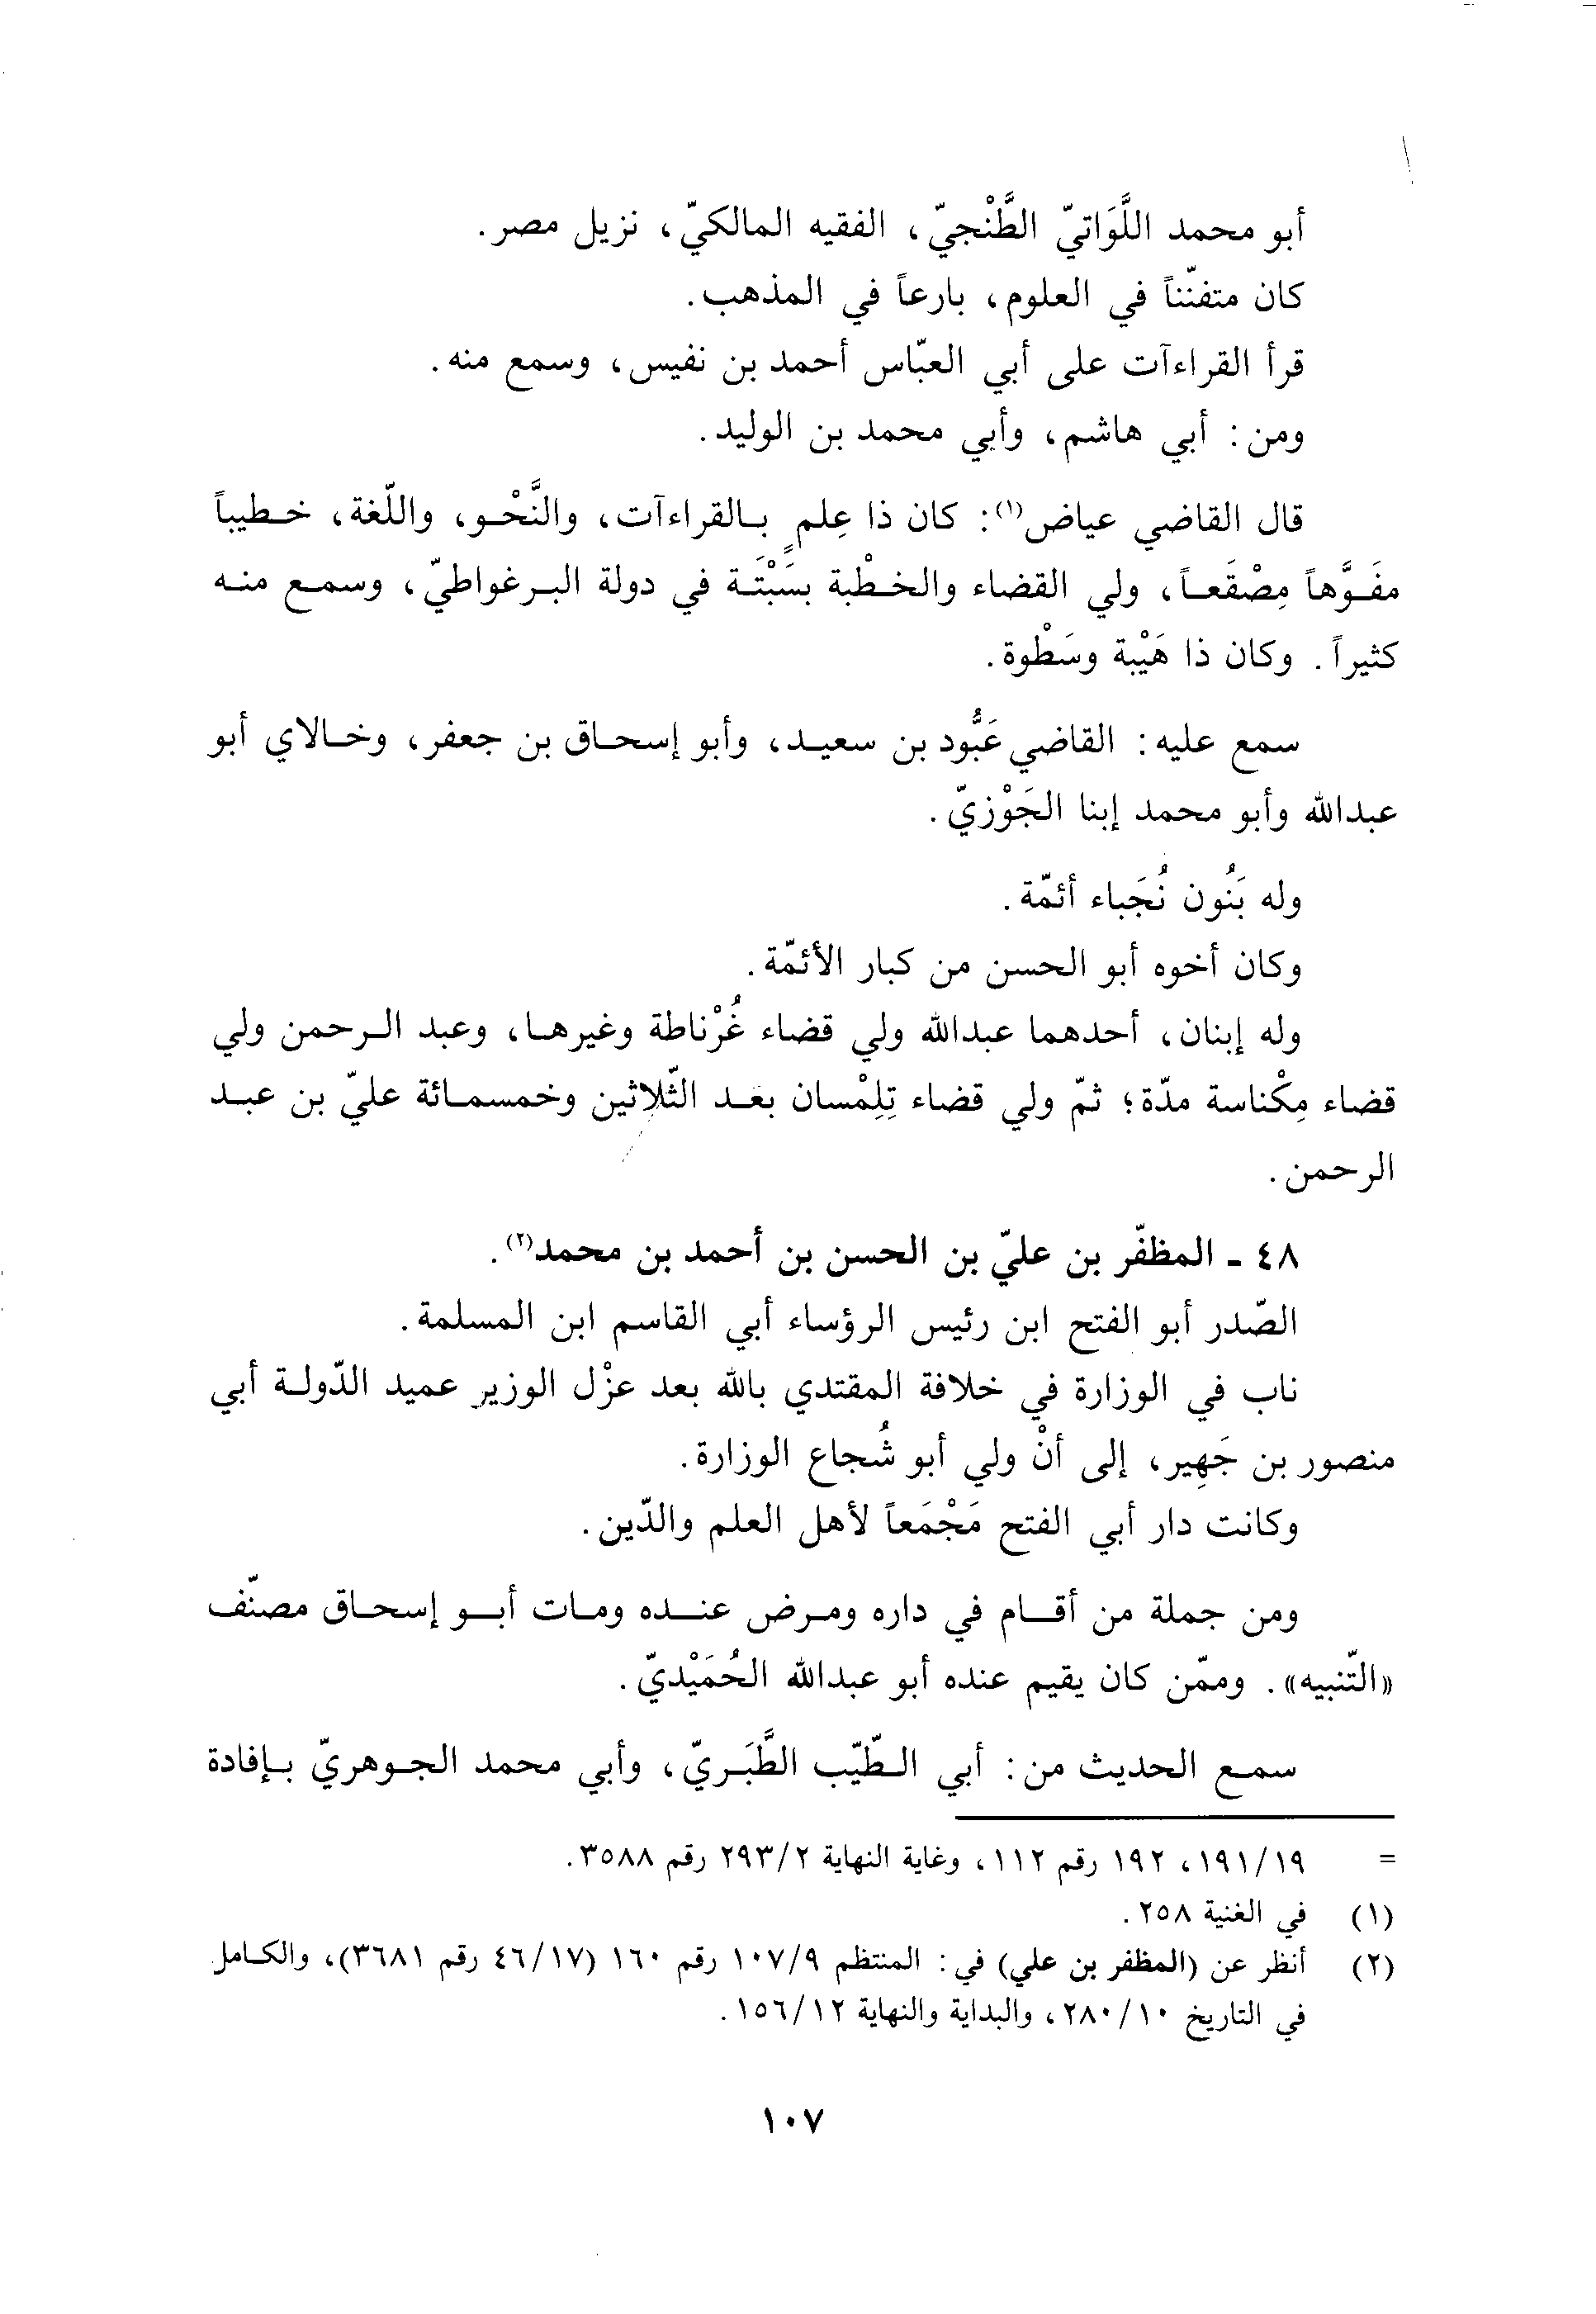 أبو محمد اللَّوَاتيّ الطَّنْجيّ، الفقيه المالكيّ، نزيل مصر.
كان متفنّناً في العلوم، بارعاً في المذهب.
قرأ القراءآت على أبي العبّاس أحمد بن نفيس، وسمع منه.
ومن: أبي هاشم، وأبي محمد بن الوليد.
قال القاضي عياض(١): كان ذا عِلمٍ بالقراءآت، والنَّحْو، واللّغة، خطيباً
مفَوَّهاً مِصْقَعاً، ولي القضاء والخطْبة بسَبْتَة في دولة البرغواطيّ، وسمع منه
كثيراً. وكان ذا هَيْبة وسَطْوة.
سمع عليه: القاضي عَبُّود بن سعيد، وأبو إسحاق بن جعفر، وخالاي أبو
عبدالله وأبو محمد إبنا الجَوْزيّ.
وله بَنُون نُجَباء أئمّة.
وكان أخوه أبو الحسن من كبار الأئمّة.
وله إبنان، أحدهما عبدالله ولي قضاء غُرْناطة وغيرها، وعبد الرحمن ولي
قضاء مِكْناسة مدّة؛ ثمّ ولي قضاء تِلِمْسان بعد الثّلاثين وخمسمائة عليّ بن عبد
الرحمن.
٤٨ ـ المظفّر بن عليّ بن الحسن بن أحمد بن محمد(٢).
الصّدر أبو الفتح ابن رئيس الرؤساء أبي القاسم ابن المسلمة.
ناب في الوزارة في خلافة المقتدي بالله بعد عزْل الوزير عميد الدّولة أبي
منصور بن جَهِير، إلى أنْ ولي أبو شُجاع الوزارة.
وكانت دار أبي الفتح مَجْمَعاً لأهل العلم والدّين.
ومن جملة من أقام في داره ومرض عنده ومات أبو إسحاق مصنّف
«التّنبيه». وممّن كان يقيم عنده أبو عبدالله الحُمَيْديّ.
سمع الحديث من: أبي الطّيّب الطَّبَريّ، وأبي محمد الجوهريّ بإفادة
= ١٩١/١٩، ١٩٢ رقم ١١٢، وغاية النهاية ٢٩٣/٢ رقم ٣٥٨٨.
(١) في الغنية ٢٥٨.
(٢) أنظر عن (المظفر بن علي) في: المنتظم ١٠٧/٩ رقم ١٦٠ (٤٦/١٧ رقم ٣٦٨١)، والكامل
في التاريخ ٢٨٠/١٠، والبداية والنهاية ١٥٦/١٢.
١٠٧